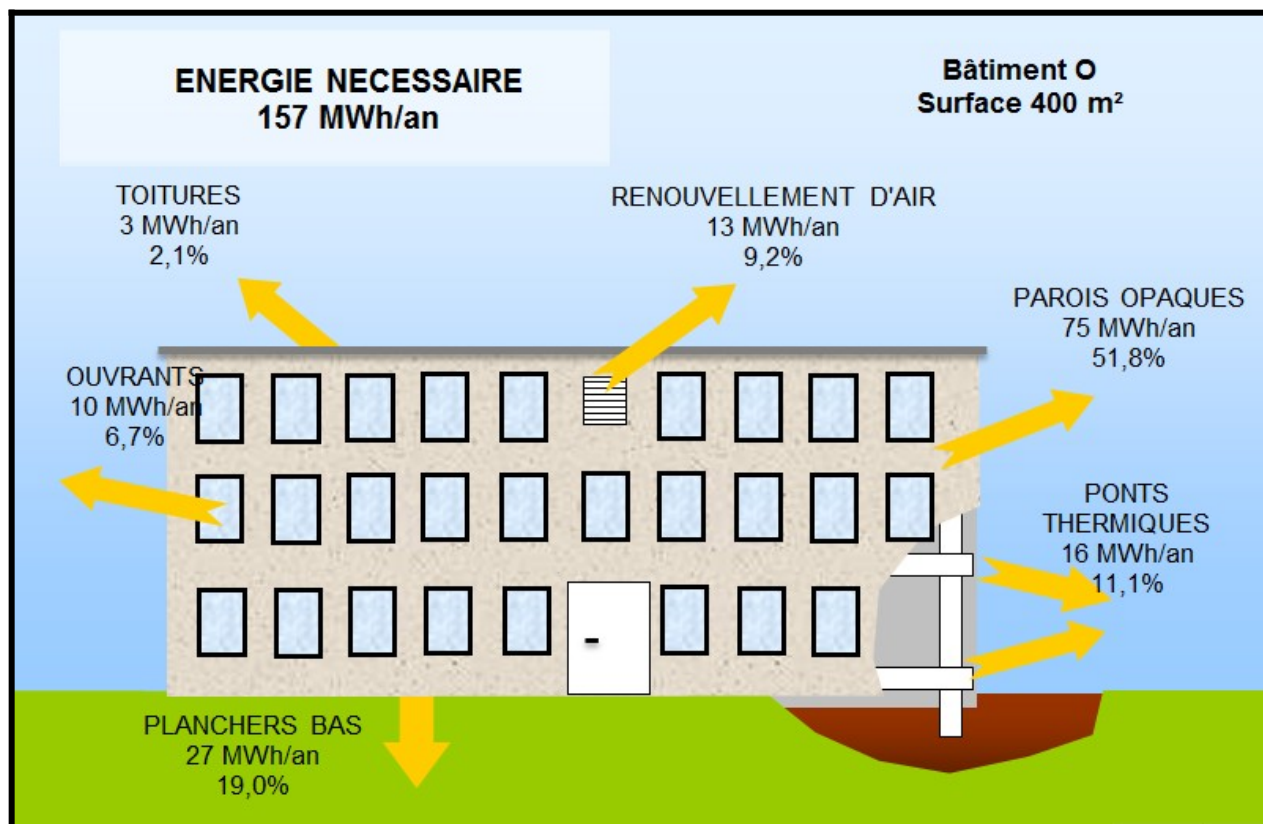 ENERGIE NECESSAIRE
157 MWh/an
Bâtiment O
Surface 400 m²
TOITURES
3 MWh/an
2,1%
RENOUVELLEMENT D'AIR
13 MWh/an
9,2%
PAROIS OPAQUES
75 MWh/an
51,8%
OUVRANTS
10 MWh/an
6,7%
PONTS
THERMIQUES
16 MWh/an
11,1%
PLANCHERS BAS
27 MWh/an
19,0%